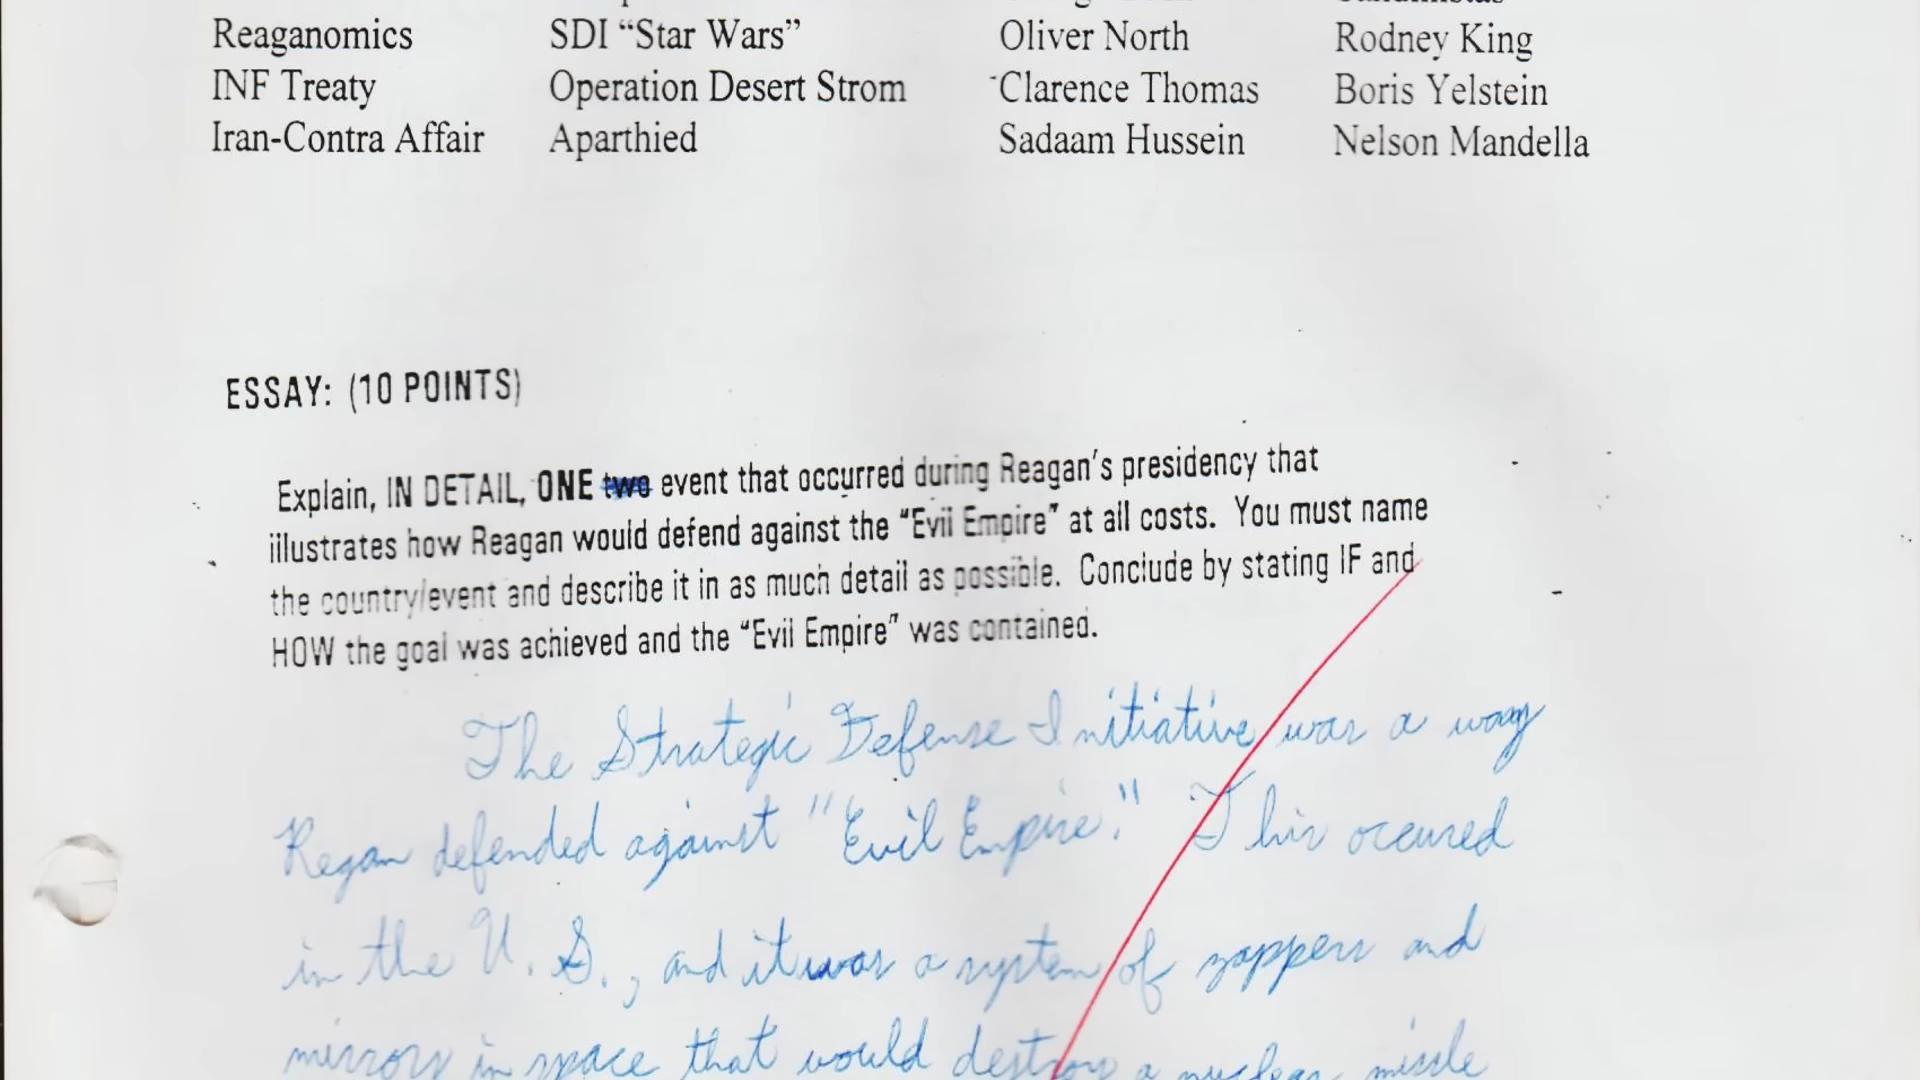 Reaganomics SDI “Star Wars” Oliver North Rodney King
INF Treaty Operation Desert Strom Clarence Thomas Boris Yelstein
Iran-Contra Affair Aparthied Sadaam Hussein Nelson Mandella
ESSAY: (10 POINTS)
Explain, IN DETAIL, ONE two event that occurred during Reagan’s presidency that
illustrates how Reagan would defend against the “Evil Empire” at all costs. You must name
the country/event and describe it in as much detail as possible. Conclude by stating IF and
HOW the goal was achieved and the “Evil Empire” was contained.
The Strategic Defense Initiative was a way
Regan defended against "Evil Empire." This occured
in the U.S., and it was a system of zappers and
mirrors in space that would destroy a nuclear missle